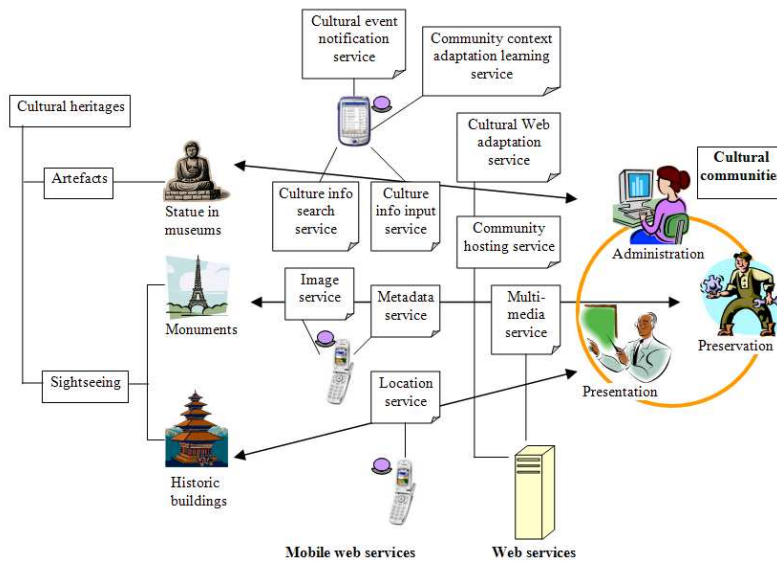 Cultural event
notification
service
Community context
adaptation learning
service
Cultural heritages
Cultural Web
adaptation
service
Cultural
communities
Artefacts
Statue in
museums
Culture info
search
service
Culture
info input
service
Community
hosting service
Administration
Image
service
Metadata
service
Multi-
media
service
Monuments
Preservation
Sightseeing
Location
service
Presentation
Historic
buildings
Mobile web services
Web services